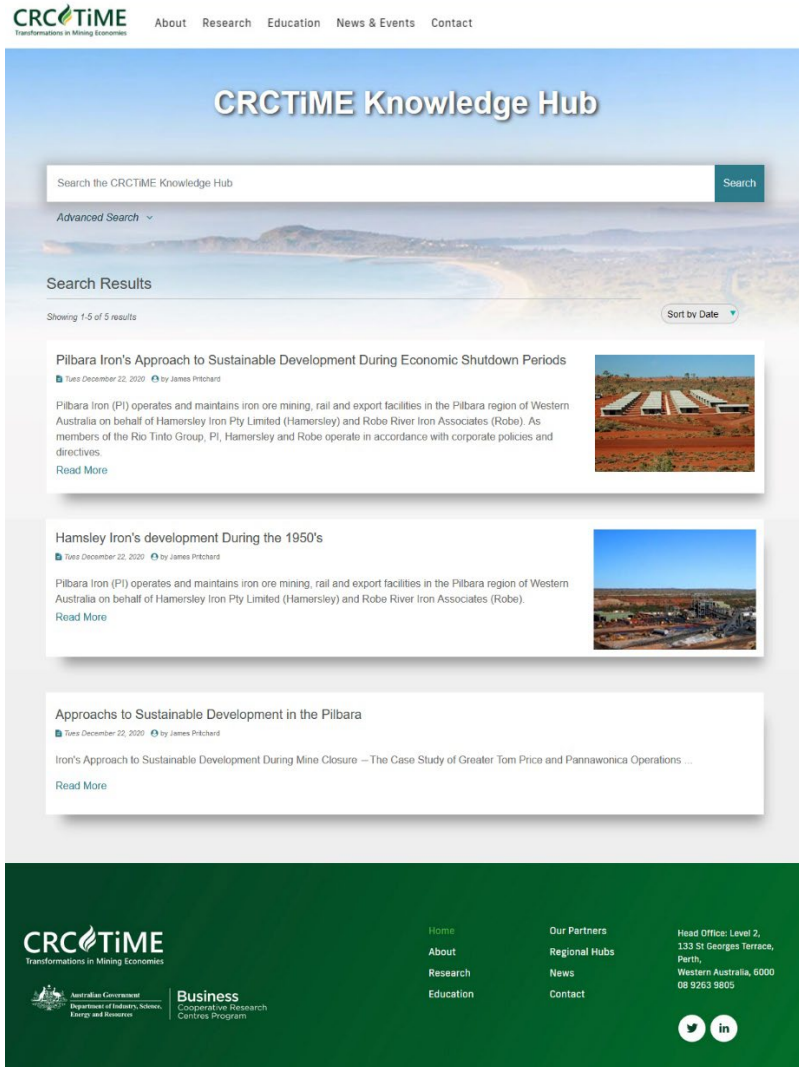 CRC TiME
Transformations in Mining Economies
About Research Education News & Events Contact
CRCTiME Knowledge Hub
Search the CRCTiME Knowledge Hub Search
Advanced Search
Search Results
Showing 1-5 of 5 results
Sort by Date
Pilbara Iron's Approach to Sustainable Development During Economic Shutdown Periods
Tues December 22, 2020 by James Pritchard
Pilbara Iron (PI) operates and maintains iron ore mining, rail and export facilities in the Pilbara region of Western
Australia on behalf of Hamersley Iron Pty Limited (Hamersley) and Robe River Iron Associates (Robe). As
members of the Rio Tinto Group, PI, Hamersley and Robe operate in accordance with corporate policies and
directives.
Read More
Hamsley Iron's development During the 1950's
Tues December 22, 2020 by James Pritchard
Pilbara Iron (PI) operates and maintains iron ore mining, rail and export facilities in the Pilbara region of Western
Australia on behalf of Hamersley Iron Pty Limited (Hamersley) and Robe River Iron Associates (Robe).
Read More
Approachs to Sustainable Development in the Pilbara
Tues December 22, 2020 by James Pritchard
Iron's Approach to Sustainable Development During Mine Closure – The Case Study of Greater Tom Price and Pannawonica Operations ...
Read More
CRC TiME
Transformations in Mining Economies
Australian Government
Department of Industry, Science,
Energy and Resources
Business
Cooperative Research
Centres Program
Home
About
Research
Education
Our Partners
Regional Hubs
News
Contact
Head Office: Level 2,
133 St Georges Terrace,
Perth,
Western Australia, 6000
08 9263 9805
in